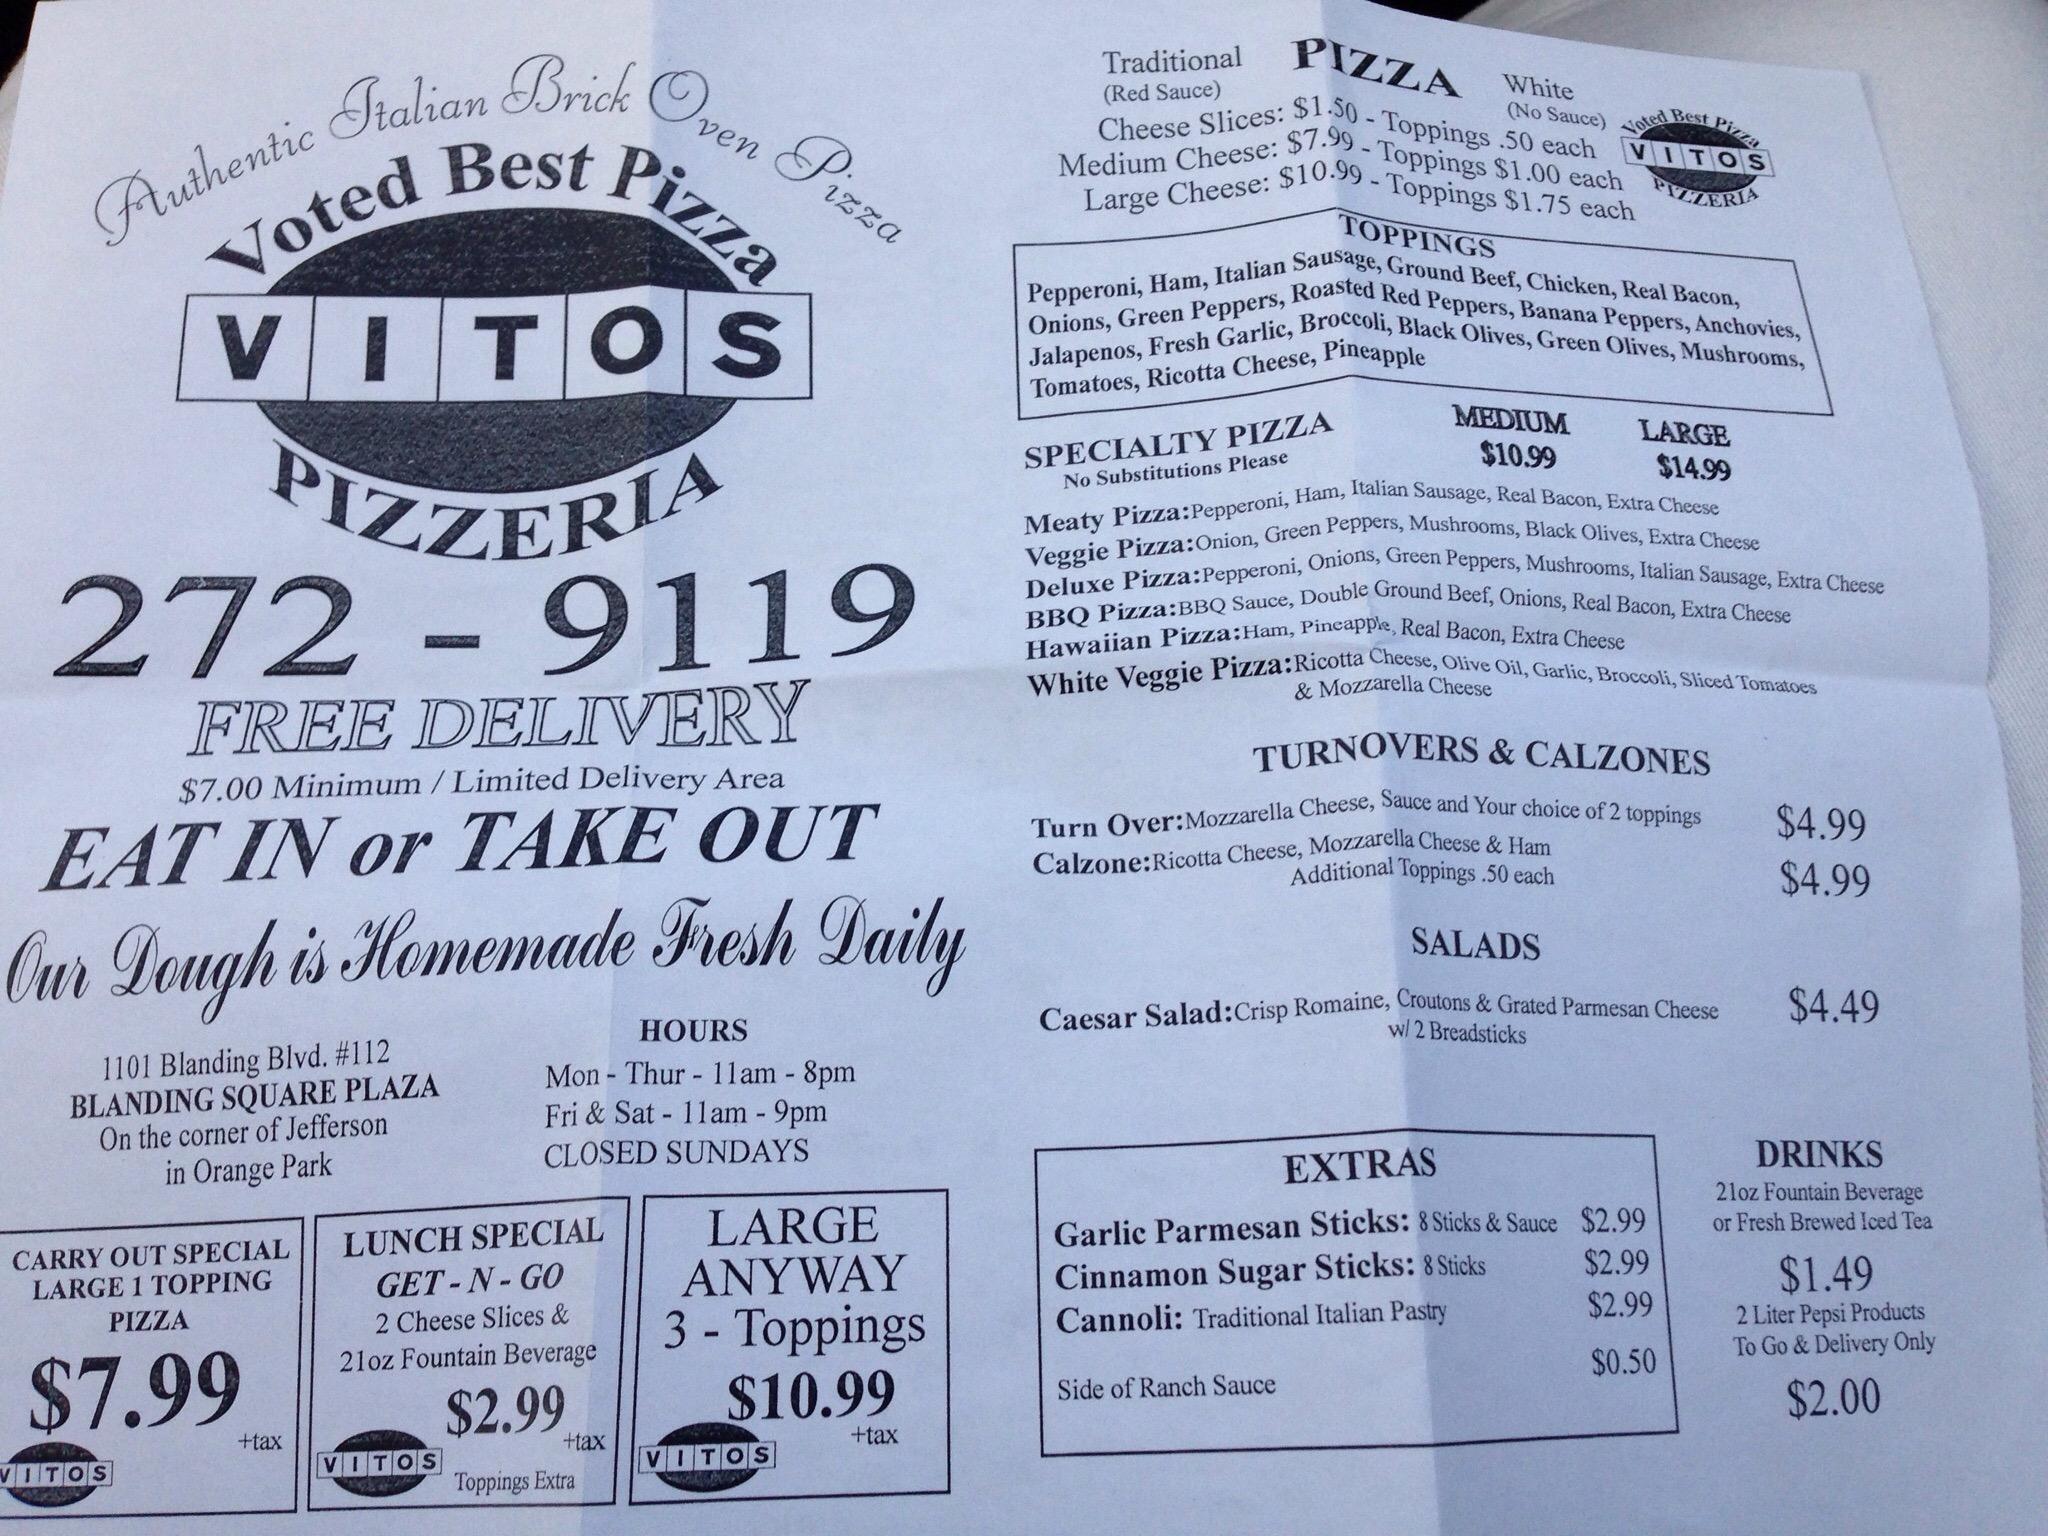 Authentic Italian Brick Oven Pizza
Voted Best Pizza
VITOS
PIZZERIA
272 - 9119
FREE DELIVERY
$7.00 Minimum / Limited Delivery Area
EAT IN or TAKE OUT
Our Dough is Homemade Fresh Daily
1101 Blanding Blvd. #112
BLANDING SQUARE PLAZA
On the corner of Jefferson
in Orange Park
HOURS
Mon - Thur - 11am - 8pm
Fri & Sat - 11am - 9pm
CLOSED SUNDAYS
CARRY OUT SPECIAL
LARGE 1 TOPPING
PIZZA
$7.99
+tax
VITOS
LUNCH SPECIAL
GET - N - GO
2 Cheese Slices &
21oz Fountain Beverage
$2.99
+tax
VITOS
Toppings Extra
LARGE
ANYWAY
3 - Toppings
$10.99
+tax
VITOS
PIZZA
Traditional
(Red Sauce)
White
(No Sauce)
Cheese Slices: $1.50 - Toppings .50 each
Medium Cheese: $7.99 - Toppings $1.00 each
Large Cheese: $10.99 - Toppings $1.75 each
Voted Best Pizza
VITOS
PIZZERIA
TOPPINGS
Pepperoni, Ham, Italian Sausage, Ground Beef, Chicken, Real Bacon,
Onions, Green Peppers, Roasted Red Peppers, Banana Peppers, Anchovies,
Jalapenos, Fresh Garlic, Broccoli, Black Olives, Green Olives, Mushrooms,
Tomatoes, Ricotta Cheese, Pineapple
SPECIALTY PIZZA
No Substitutions Please
MEDIUM
$10.99
LARGE
$14.99
Meaty Pizza:Pepperoni, Ham, Italian Sausage, Real Bacon, Extra Cheese
Veggie Pizza:Onion, Green Peppers, Mushrooms, Black Olives, Extra Cheese
Deluxe Pizza:Pepperoni, Onions, Green Peppers, Mushrooms, Italian Sausage, Extra Cheese
BBQ Pizza:BBQ Sauce, Double Ground Beef, Onions, Real Bacon, Extra Cheese
Hawaiian Pizza:Ham, Pineapple, Real Bacon, Extra Cheese
White Veggie Pizza:Ricotta Cheese, Olive Oil, Garlic, Broccoli, Sliced Tomatoes
& Mozzarella Cheese
TURNOVERS & CALZONES
Turn Over:Mozzarella Cheese, Sauce and Your choice of 2 toppings $4.99
Calzone:Ricotta Cheese, Mozzarella Cheese & Ham $4.99
Additional Toppings .50 each
SALADS
Caesar Salad:Crisp Romaine, Croutons & Grated Parmesan Cheese $4.49
w/ 2 Breadsticks
EXTRAS
Garlic Parmesan Sticks: 8 Sticks & Sauce $2.99
Cinnamon Sugar Sticks: 8 Sticks $2.99
Cannoli: Traditional Italian Pastry $2.99
Side of Ranch Sauce $0.50
DRINKS
21oz Fountain Beverage
or Fresh Brewed Iced Tea
$1.49
2 Liter Pepsi Products
To Go & Delivery Only
$2.00